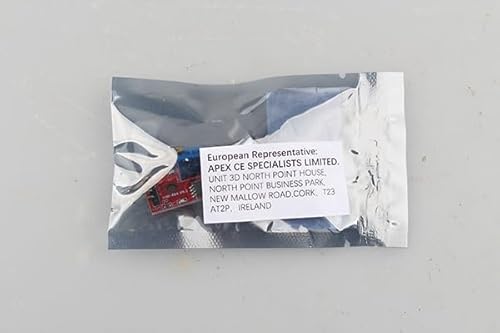 European Representative:
APEX CE SPECIALISTS LIMITED.
UNIT 3D NORTH POINT HOUSE,
NORTH POINT BUSINESS PARK,
NEW MALLOW ROAD,CORK, T23
AT2P, IRELAND